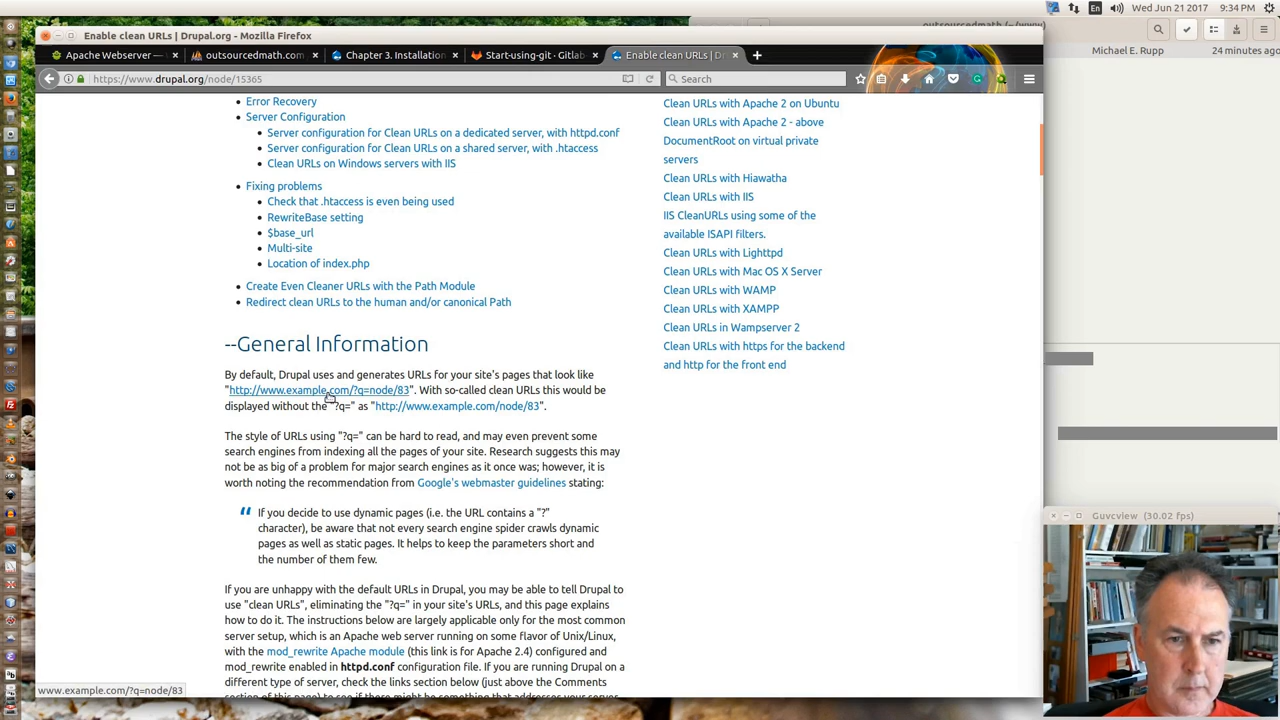 Enable clean URLs | Drupal.org - Mozilla Firefox
En
Wed Jun 21 2017
9:34 PM
Apache Webserver —
outsourcedmath.com
Chapter 3. Installation
Start-using-git · Gitlab
Enable clean URLs | D
https://www.drupal.org/node/15365
Search
Michael E. Rupp
24 minutes ago
Error Recovery
Server Configuration
Server configuration for Clean URLs on a dedicated server, with httpd.conf
Server configuration for Clean URLs on a shared server, with .htaccess
Clean URLs on Windows servers with IIS
Fixing problems
Check that .htaccess is even being used
RewriteBase setting
$base_url
Multi-site
Location of index.php
Create Even Cleaner URLs with the Path Module
Redirect clean URLs to the human and/or canonical Path
--General Information
By default, Drupal uses and generates URLs for your site's pages that look like
"http://www.example.com/?q=node/83". With so-called clean URLs this would be
displayed without the "?q=" as "http://www.example.com/node/83".
The style of URLs using "?q=" can be hard to read, and may even prevent some
search engines from indexing all the pages of your site. Research suggests this may
not be as big of a problem for major search engines as it once was; however, it is
worth noting the recommendation from Google's webmaster guidelines stating:
“ If you decide to use dynamic pages (i.e. the URL contains a "?"
character), be aware that not every search engine spider crawls dynamic
pages as well as static pages. It helps to keep the parameters short and
the number of them few.
If you are unhappy with the default URLs in Drupal, you may be able to tell Drupal to
use "clean URLs", eliminating the "?q=" in your site's URLs, and this page explains
how to do it. The instructions below are largely applicable only for the most common
server setup, which is an Apache web server running on some flavor of Unix/Linux,
with the mod_rewrite Apache module (this link is for Apache 2.4) configured and
mod_rewrite enabled in httpd.conf configuration file. If you are running Drupal on a
different type of server, check the links section below (just above the Comments
section of this page) to see if there might be something that addresses your server
Clean URLs with Apache 2 on Ubuntu
Clean URLs with Apache 2 - above
DocumentRoot on virtual private
servers
Clean URLs with Hiawatha
Clean URLs with IIS
IIS CleanURLs using some of the
available ISAPI filters.
Clean URLs with Lighttpd
Clean URLs with Mac OS X Server
Clean URLs with WAMP
Clean URLs with XAMPP
Clean URLs in Wampserver 2
Clean URLs with https for the backend
and http for the front end
Guvcview (30.02 fps)
www.example.com/?q=node/83